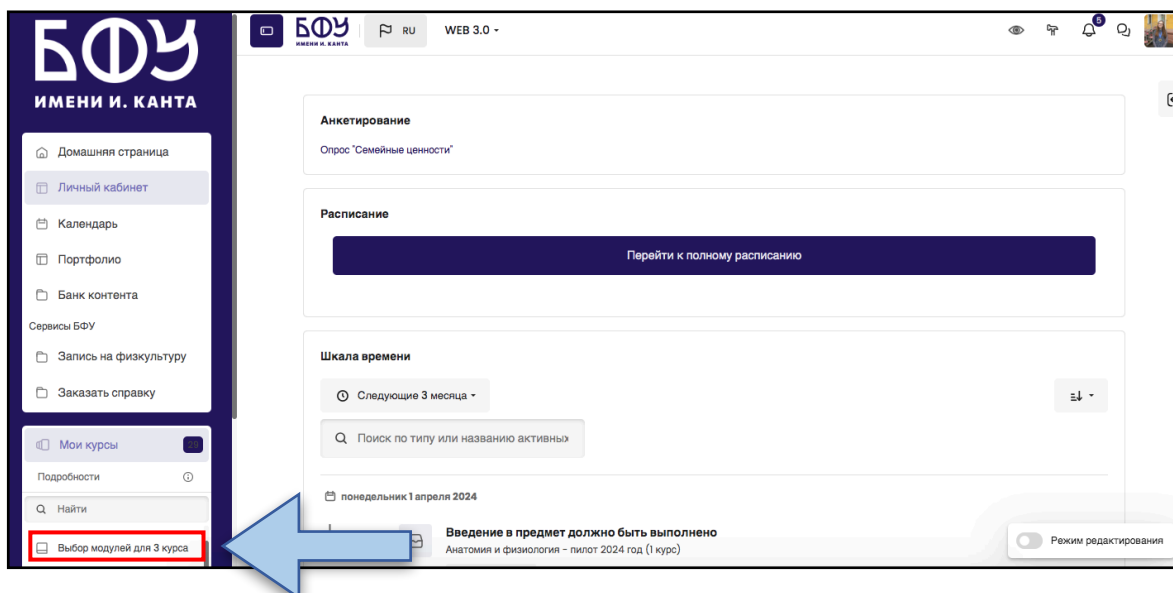 БФУ
ИМЕНИ И. КАНТА
БФУ
ИМЕНИ И. КАНТА
RU
WEB 3.0
5
Домашняя страница
Личный кабинет
Календарь
Портфолио
Банк контента
Сервисы БФУ
Запись на физкультуру
Заказать справку
Мои курсы
Подробности
Найти
Выбор модулей для 3 курса
Анкетирование
Опрос "Семейные ценности"
Расписание
Перейти к полному расписанию
Шкала времени
Следующие 3 месяца
Поиск по типу или названию активных
понедельник 1 апреля 2024
Введение в предмет должно быть выполнено
Анатомия и физиология - пилот 2024 год (1 курс)
Режим редактирования